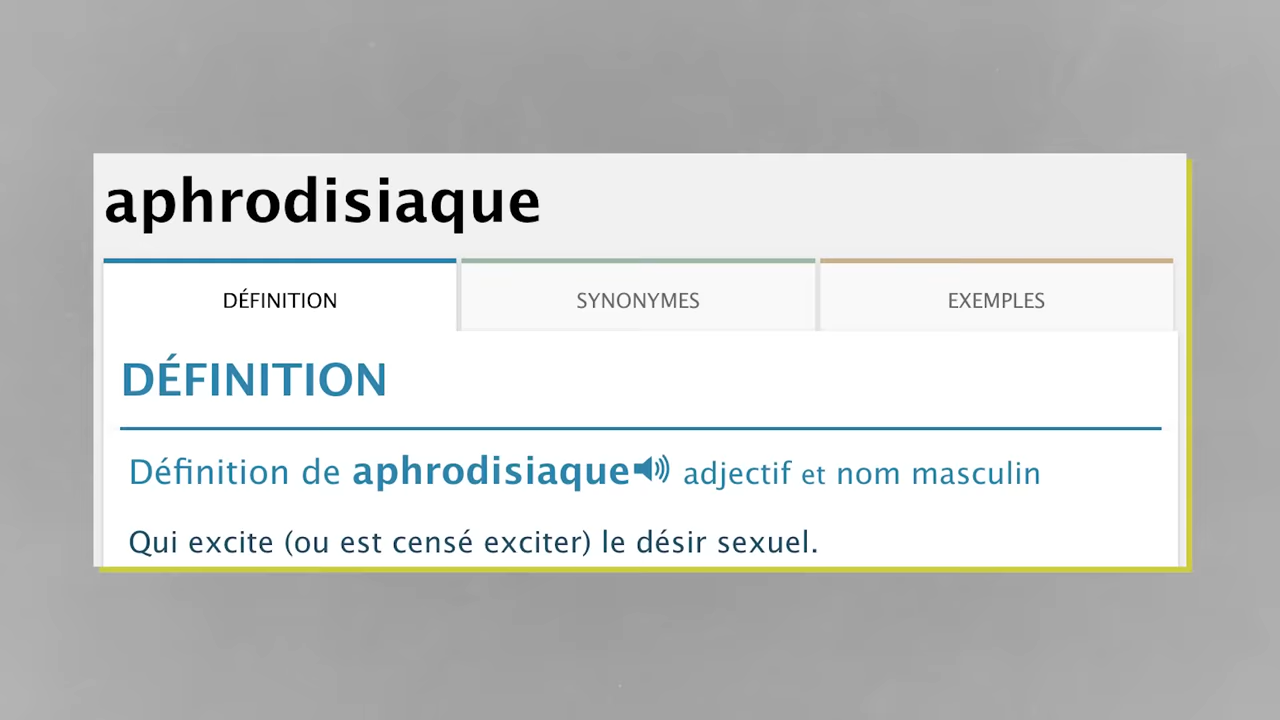 aphrodisiaque
DÉFINITION SYNONYMES EXEMPLES
DÉFINITION
Définition de aphrodisiaque adjectif et nom masculin
Qui excite (ou est censé exciter) le désir sexuel.